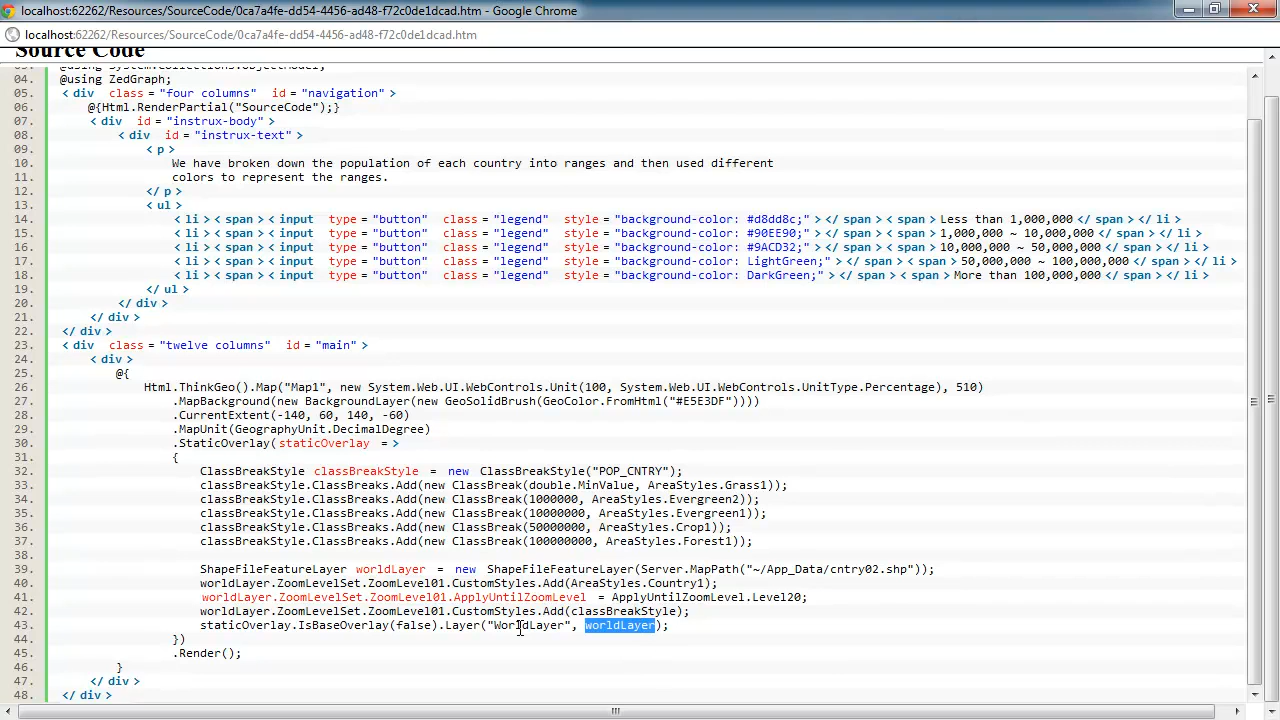 localhost:62262/Resources/SourceCode/0ca7a4fe-dd54-4456-ad48-f72c0de1dcad.htm - Google Chrome
localhost:62262/Resources/SourceCode/0ca7a4fe-dd54-4456-ad48-f72c0de1dcad.htm
Source Code
03. @using System.Collections.ObjectModel;
04. @using ZedGraph;
05. < div class = "four columns" id = "navigation" >
06. @{Html.RenderPartial("SourceCode");}
07. < div id = "instrux-body" >
08. < div id = "instrux-text" >
09. < p >
10. We have broken down the population of each country into ranges and then used different
11. colors to represent the ranges.
12. </ p >
13. < ul >
14. < li >< span >< input type = "button" class = "legend" style = "background-color: #d8dd8c;" ></ span >< span > Less than 1,000,000 </ span ></ li >
15. < li >< span >< input type = "button" class = "legend" style = "background-color: #90EE90;" ></ span >< span > 1,000,000 ~ 10,000,000 </ span ></ li >
16. < li >< span >< input type = "button" class = "legend" style = "background-color: #9ACD32;" ></ span >< span > 10,000,000 ~ 50,000,000 </ span ></ li >
17. < li >< span >< input type = "button" class = "legend" style = "background-color: LightGreen;" ></ span >< span > 50,000,000 ~ 100,000,000 </ span ></ li >
18. < li >< span >< input type = "button" class = "legend" style = "background-color: DarkGreen;" ></ span >< span > More than 100,000,000 </ span ></ li >
19. </ ul >
20. </ div >
21. </ div >
22. </ div >
23. < div class = "twelve columns" id = "main" >
24. < div >
25. @{
26. Html.ThinkGeo().Map("Map1", new System.Web.UI.WebControls.Unit(100, System.Web.UI.WebControls.UnitType.Percentage), 510)
27. .MapBackground(new BackgroundLayer(new GeoSolidBrush(GeoColor.FromHtml("#E5E3DF"))))
28. .CurrentExtent(-140, 60, 140, -60)
29. .MapUnit(GeographyUnit.DecimalDegree)
30. .StaticOverlay( staticOverlay = >
31. {
32. ClassBreakStyle classBreakStyle = new ClassBreakStyle("POP_CNTRY");
33. classBreakStyle.ClassBreaks.Add(new ClassBreak(double.MinValue, AreaStyles.Grass1));
34. classBreakStyle.ClassBreaks.Add(new ClassBreak(1000000, AreaStyles.Evergreen2));
35. classBreakStyle.ClassBreaks.Add(new ClassBreak(10000000, AreaStyles.Evergreen1));
36. classBreakStyle.ClassBreaks.Add(new ClassBreak(50000000, AreaStyles.Crop1));
37. classBreakStyle.ClassBreaks.Add(new ClassBreak(100000000, AreaStyles.Forest1));
38.
39. ShapeFileFeatureLayer worldLayer = new ShapeFileFeatureLayer(Server.MapPath("~/App_Data/cntry02.shp"));
40. worldLayer.ZoomLevelSet.ZoomLevel01.CustomStyles.Add(AreaStyles.Country1);
41. worldLayer.ZoomLevelSet.ZoomLevel01.ApplyUntilZoomLevel = ApplyUntilZoomLevel.Level20;
42. worldLayer.ZoomLevelSet.ZoomLevel01.CustomStyles.Add(classBreakStyle);
43. staticOverlay.IsBaseOverlay(false).Layer("WorldLayer", worldLayer);
44. })
45. .Render();
46. }
47. </ div >
48. </ div >